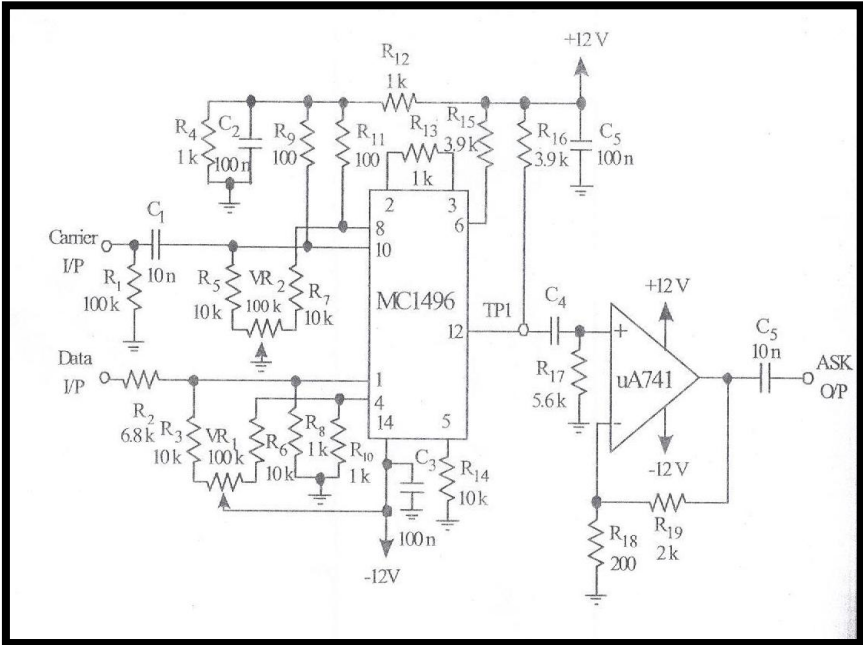 +12 V
R12
1 k
R4
1 k
C2
100 n
R9
100
R11
100
R13
1 k
R15
3.9 k
R16
3.9 k
C5
100 n
2
3
8
10
6
MC1496
12
1
4
14
5
Carrier
I/P
C1
10 n
R1
100 k
R5
10 k
VR2
100 k
R7
10 k
TP1
C4
R17
5.6 k
+12 V
+
uA741
-
-12 V
C5
10 n
ASK
O/P
Data
I/P
R2
6.8 k
R3
10 k
VR1
100 k
R6
10 k
R8
1 k
R10
1 k
C3
100 n
R14
10 k
-12V
R18
200
R19
2 k